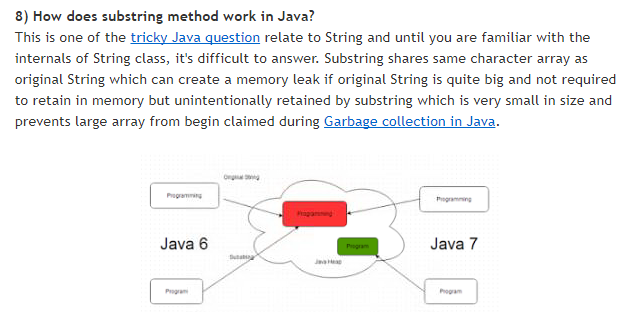 8) How does substring method work in Java?
This is one of the tricky Java question relate to String and until you are familiar with the
internals of String class, it's difficult to answer. Substring shares same character array as
original String which can create a memory leak if original String is quite big and not required
to retain in memory but unintentionally retained by substring which is very small in size and
prevents large array from begin claimed during Garbage collection in Java.
Original String
Programming
Programming
Programming
Java 6
Substring
Program
Java 7
Java Heap
Program
Program